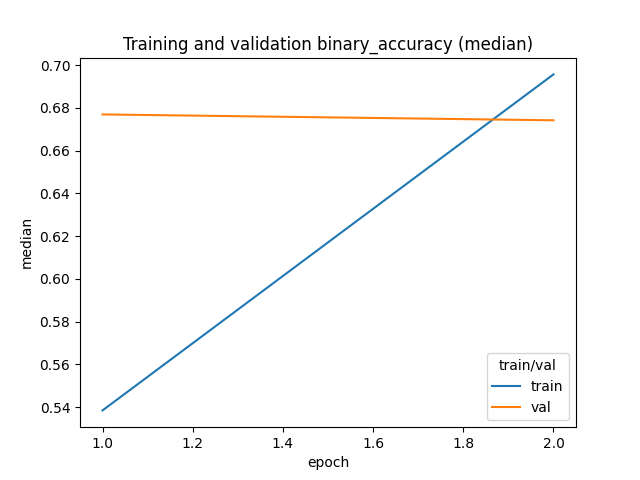 Training and validation binary_accuracy (median)
0.70
0.68
0.66
0.64
0.62
0.60
0.58
0.56
0.54
median
train/val
train
val
1.0 1.2 1.4 1.6 1.8 2.0
epoch